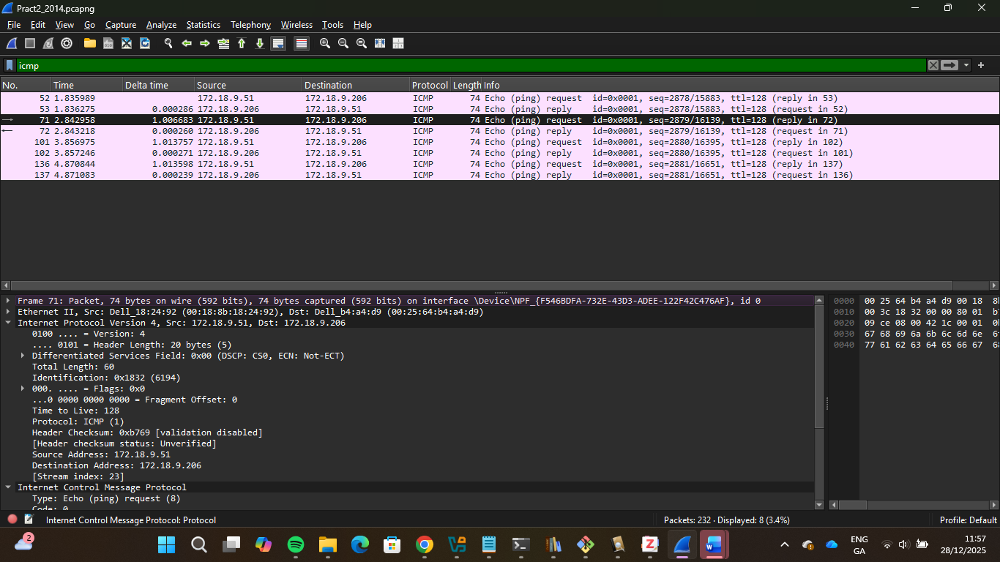 Pract2_2014.pcapng
File Edit View Go Capture Analyze Statistics Telephony Wireless Tools Help
icmp
No. Time Delta time Source Destination Protocol Length Info
52 1.835989 172.18.9.51 172.18.9.206 ICMP 74 Echo (ping) request id=0x0001, seq=2878/15883, ttl=128 (reply in 53)
53 1.836275 0.000286 172.18.9.206 172.18.9.51 ICMP 74 Echo (ping) reply id=0x0001, seq=2878/15883, ttl=128 (request in 52)
71 2.842958 1.006683 172.18.9.51 172.18.9.206 ICMP 74 Echo (ping) request id=0x0001, seq=2879/16139, ttl=128 (reply in 72)
72 2.843218 0.000260 172.18.9.206 172.18.9.51 ICMP 74 Echo (ping) reply id=0x0001, seq=2879/16139, ttl=128 (request in 71)
101 3.856975 1.013757 172.18.9.51 172.18.9.206 ICMP 74 Echo (ping) request id=0x0001, seq=2880/16395, ttl=128 (reply in 102)
102 3.857246 0.000271 172.18.9.206 172.18.9.51 ICMP 74 Echo (ping) reply id=0x0001, seq=2880/16395, ttl=128 (request in 101)
136 4.870844 1.013598 172.18.9.51 172.18.9.206 ICMP 74 Echo (ping) request id=0x0001, seq=2881/16651, ttl=128 (reply in 137)
137 4.871083 0.000239 172.18.9.206 172.18.9.51 ICMP 74 Echo (ping) reply id=0x0001, seq=2881/16651, ttl=128 (request in 136)
Frame 71: Packet, 74 bytes on wire (592 bits), 74 bytes captured (592 bits) on interface \Device\NPF_{F546BDFA-732E-43D3-ADEE-122F42C476AF}, id 0
Ethernet II, Src: Dell_18:24:92 (00:18:8b:18:24:92), Dst: Dell_b4:a4:d9 (00:25:64:b4:a4:d9)
Internet Protocol Version 4, Src: 172.18.9.51, Dst: 172.18.9.206
0100 .... = Version: 4
.... 0101 = Header Length: 20 bytes (5)
Differentiated Services Field: 0x00 (DSCP: CS0, ECN: Not-ECT)
Total Length: 60
Identification: 0x1832 (6194)
000. .... = Flags: 0x0
...0 0000 0000 0000 = Fragment Offset: 0
Time to Live: 128
Protocol: ICMP (1)
Header Checksum: 0xb769 [validation disabled]
[Header checksum status: Unverified]
Source Address: 172.18.9.51
Destination Address: 172.18.9.206
[Stream index: 23]
Internet Control Message Protocol
Type: Echo (ping) request (8)
Code: 0
0000 00 25 64 b4 a4 d9 00 18
0010 00 3c 18 32 00 00 80 01
0020 09 ce 08 00 42 1c 00 01
0030 67 68 69 6a 6b 6c 6d 6e
0040 77 61 62 63 64 65 66 67
Internet Control Message Protocol: Protocol
Packets: 232 · Displayed: 8 (3.4%)
Profile: Default
2
ENG
GA
11:57
28/12/2025